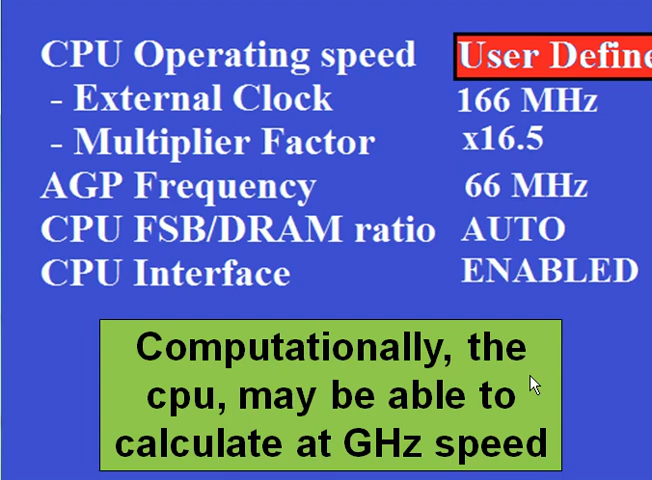 CPU Operating speed User Define
- External Clock 166 MHz
- Multiplier Factor x16.5
AGP Frequency 66 MHz
CPU FSB/DRAM ratio AUTO
CPU Interface ENABLED
Computationally, the
cpu, may be able to
calculate at GHz speed